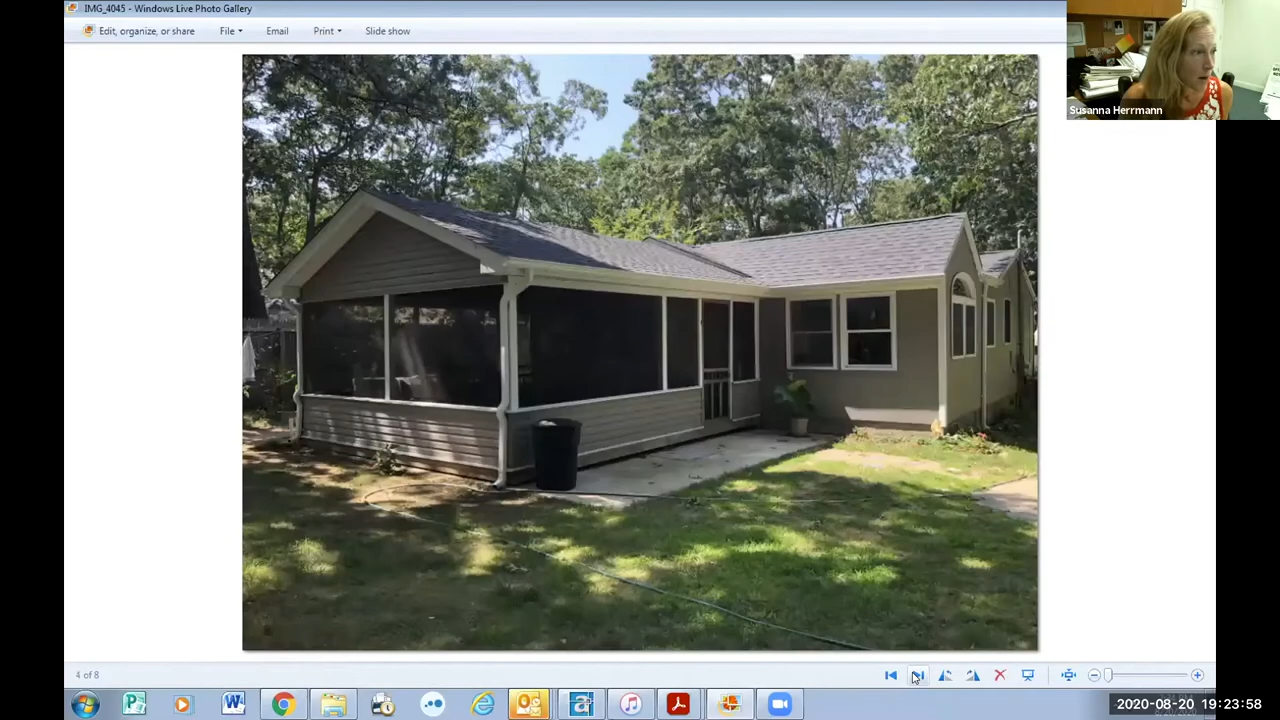 IMG_4045 - Windows Live Photo Gallery
Edit, organize, or share File Email Print Slide show
Susanna Herrmann
4 of 8
2020-08-20 19:23:58